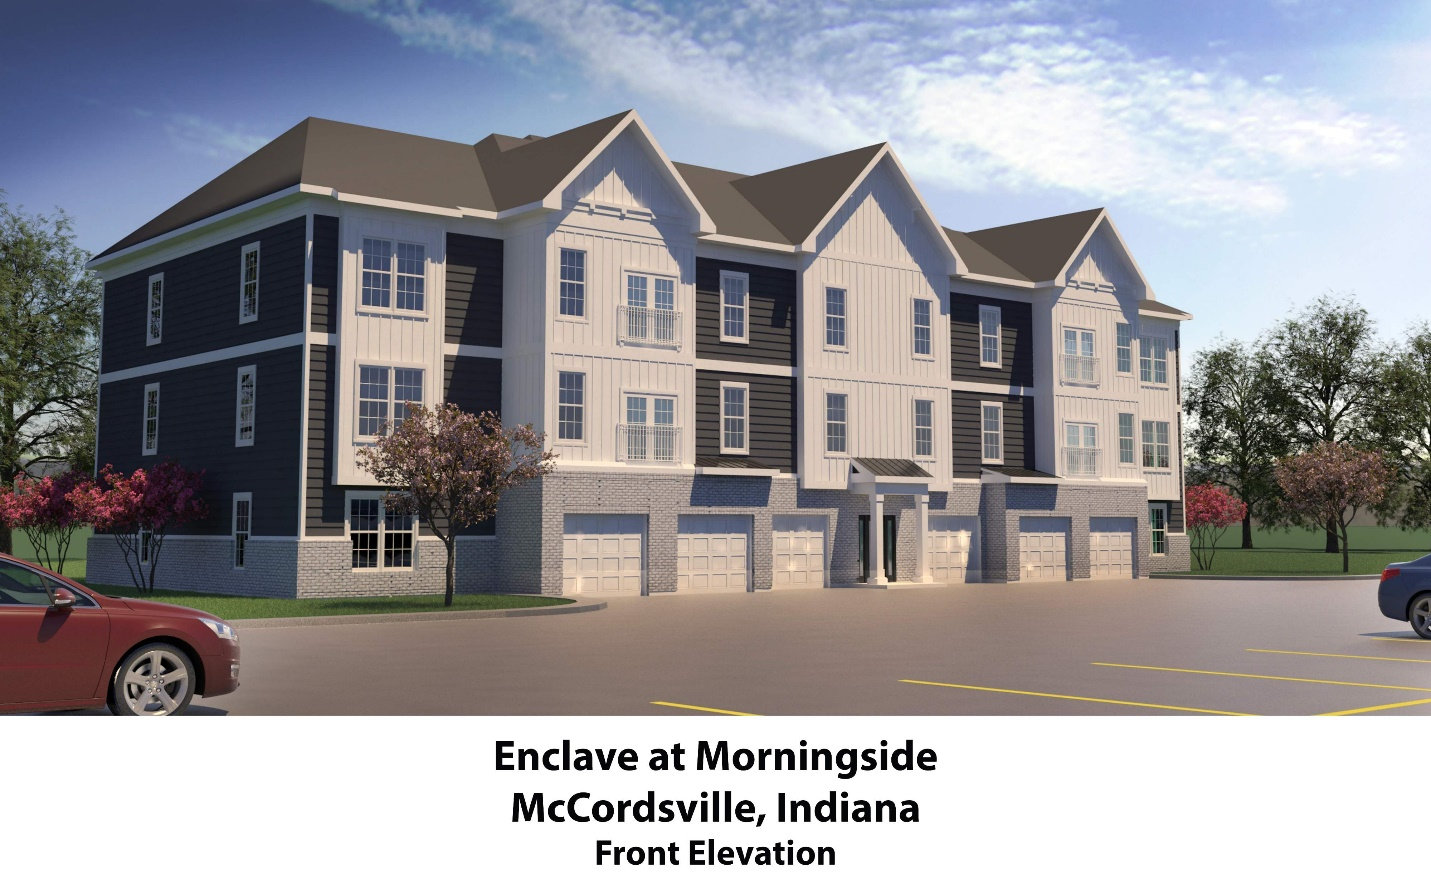 Enclave at Morningside
McCordsville, Indiana
Front Elevation